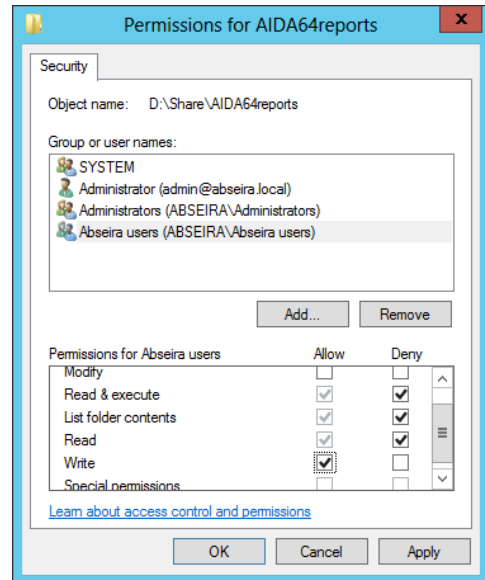 Permissions for AIDA64reports
x
Security
Object name: D:\Share\AIDA64reports
Group or user names:
SYSTEM
Administrator (admin@abseira.local)
Administrators (ABSEIRA\Administrators)
Abseira users (ABSEIRA\Abseira users)
Add... Remove
Permissions for Abseira users Allow Deny
Modify
Read & execute
List folder contents
Read
Write
Special permissions
Learn about access control and permissions
OK Cancel Apply